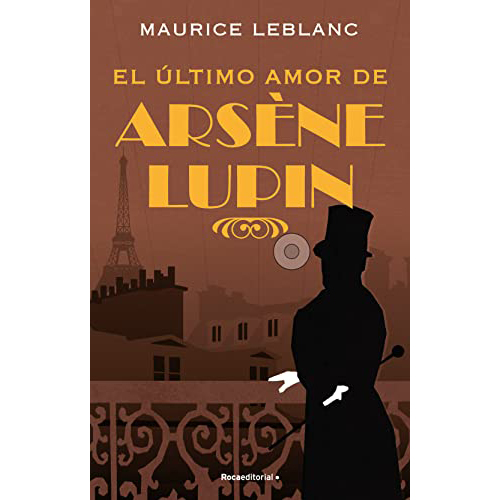 MAURICE LEBLANC
EL ÚLTIMO AMOR DE
ARSÈNE
LUPIN
Rocaeditorial